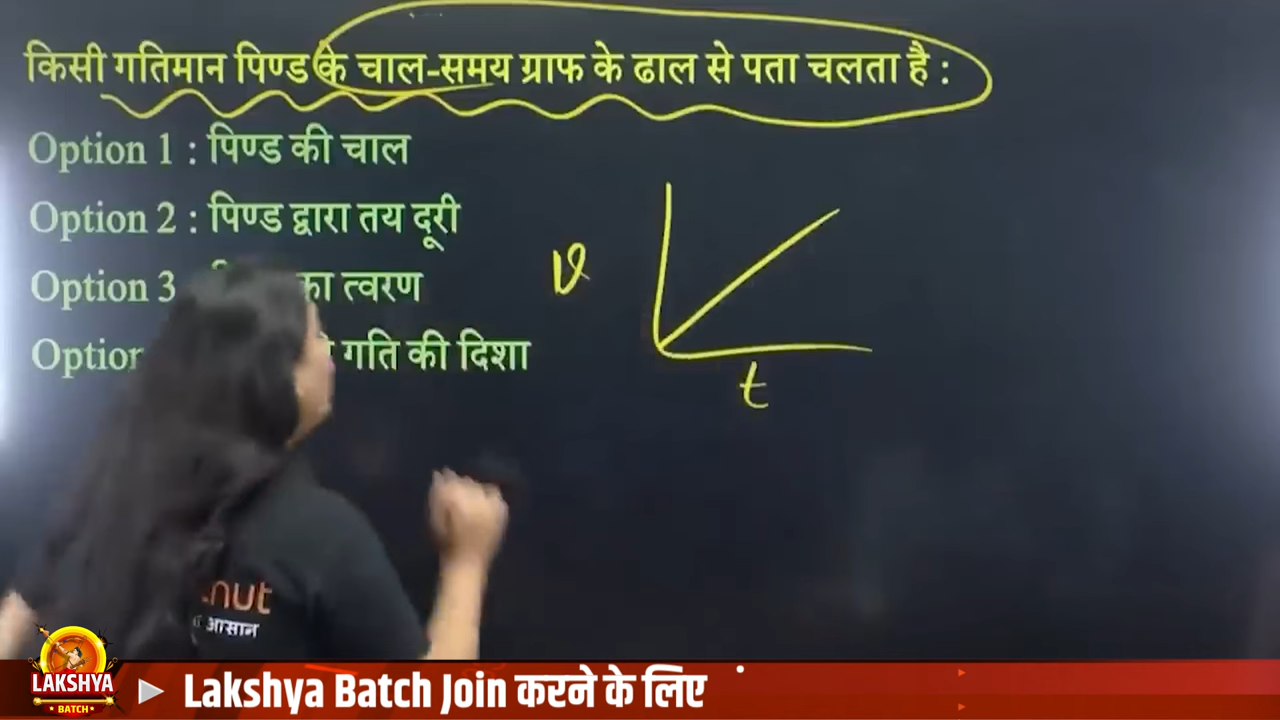 किसी गतिमान पिण्ड के चाल-समय ग्राफ के ढाल से पता चलता है :
Option 1 : पिण्ड की चाल
Option 2 : पिण्ड द्वारा तय दूरी
Option 3 का त्वरण
Option गति की दिशा
v
t
nut
आसान
LAKSHYA
BATCH
Lakshya Batch Join करने के लिए